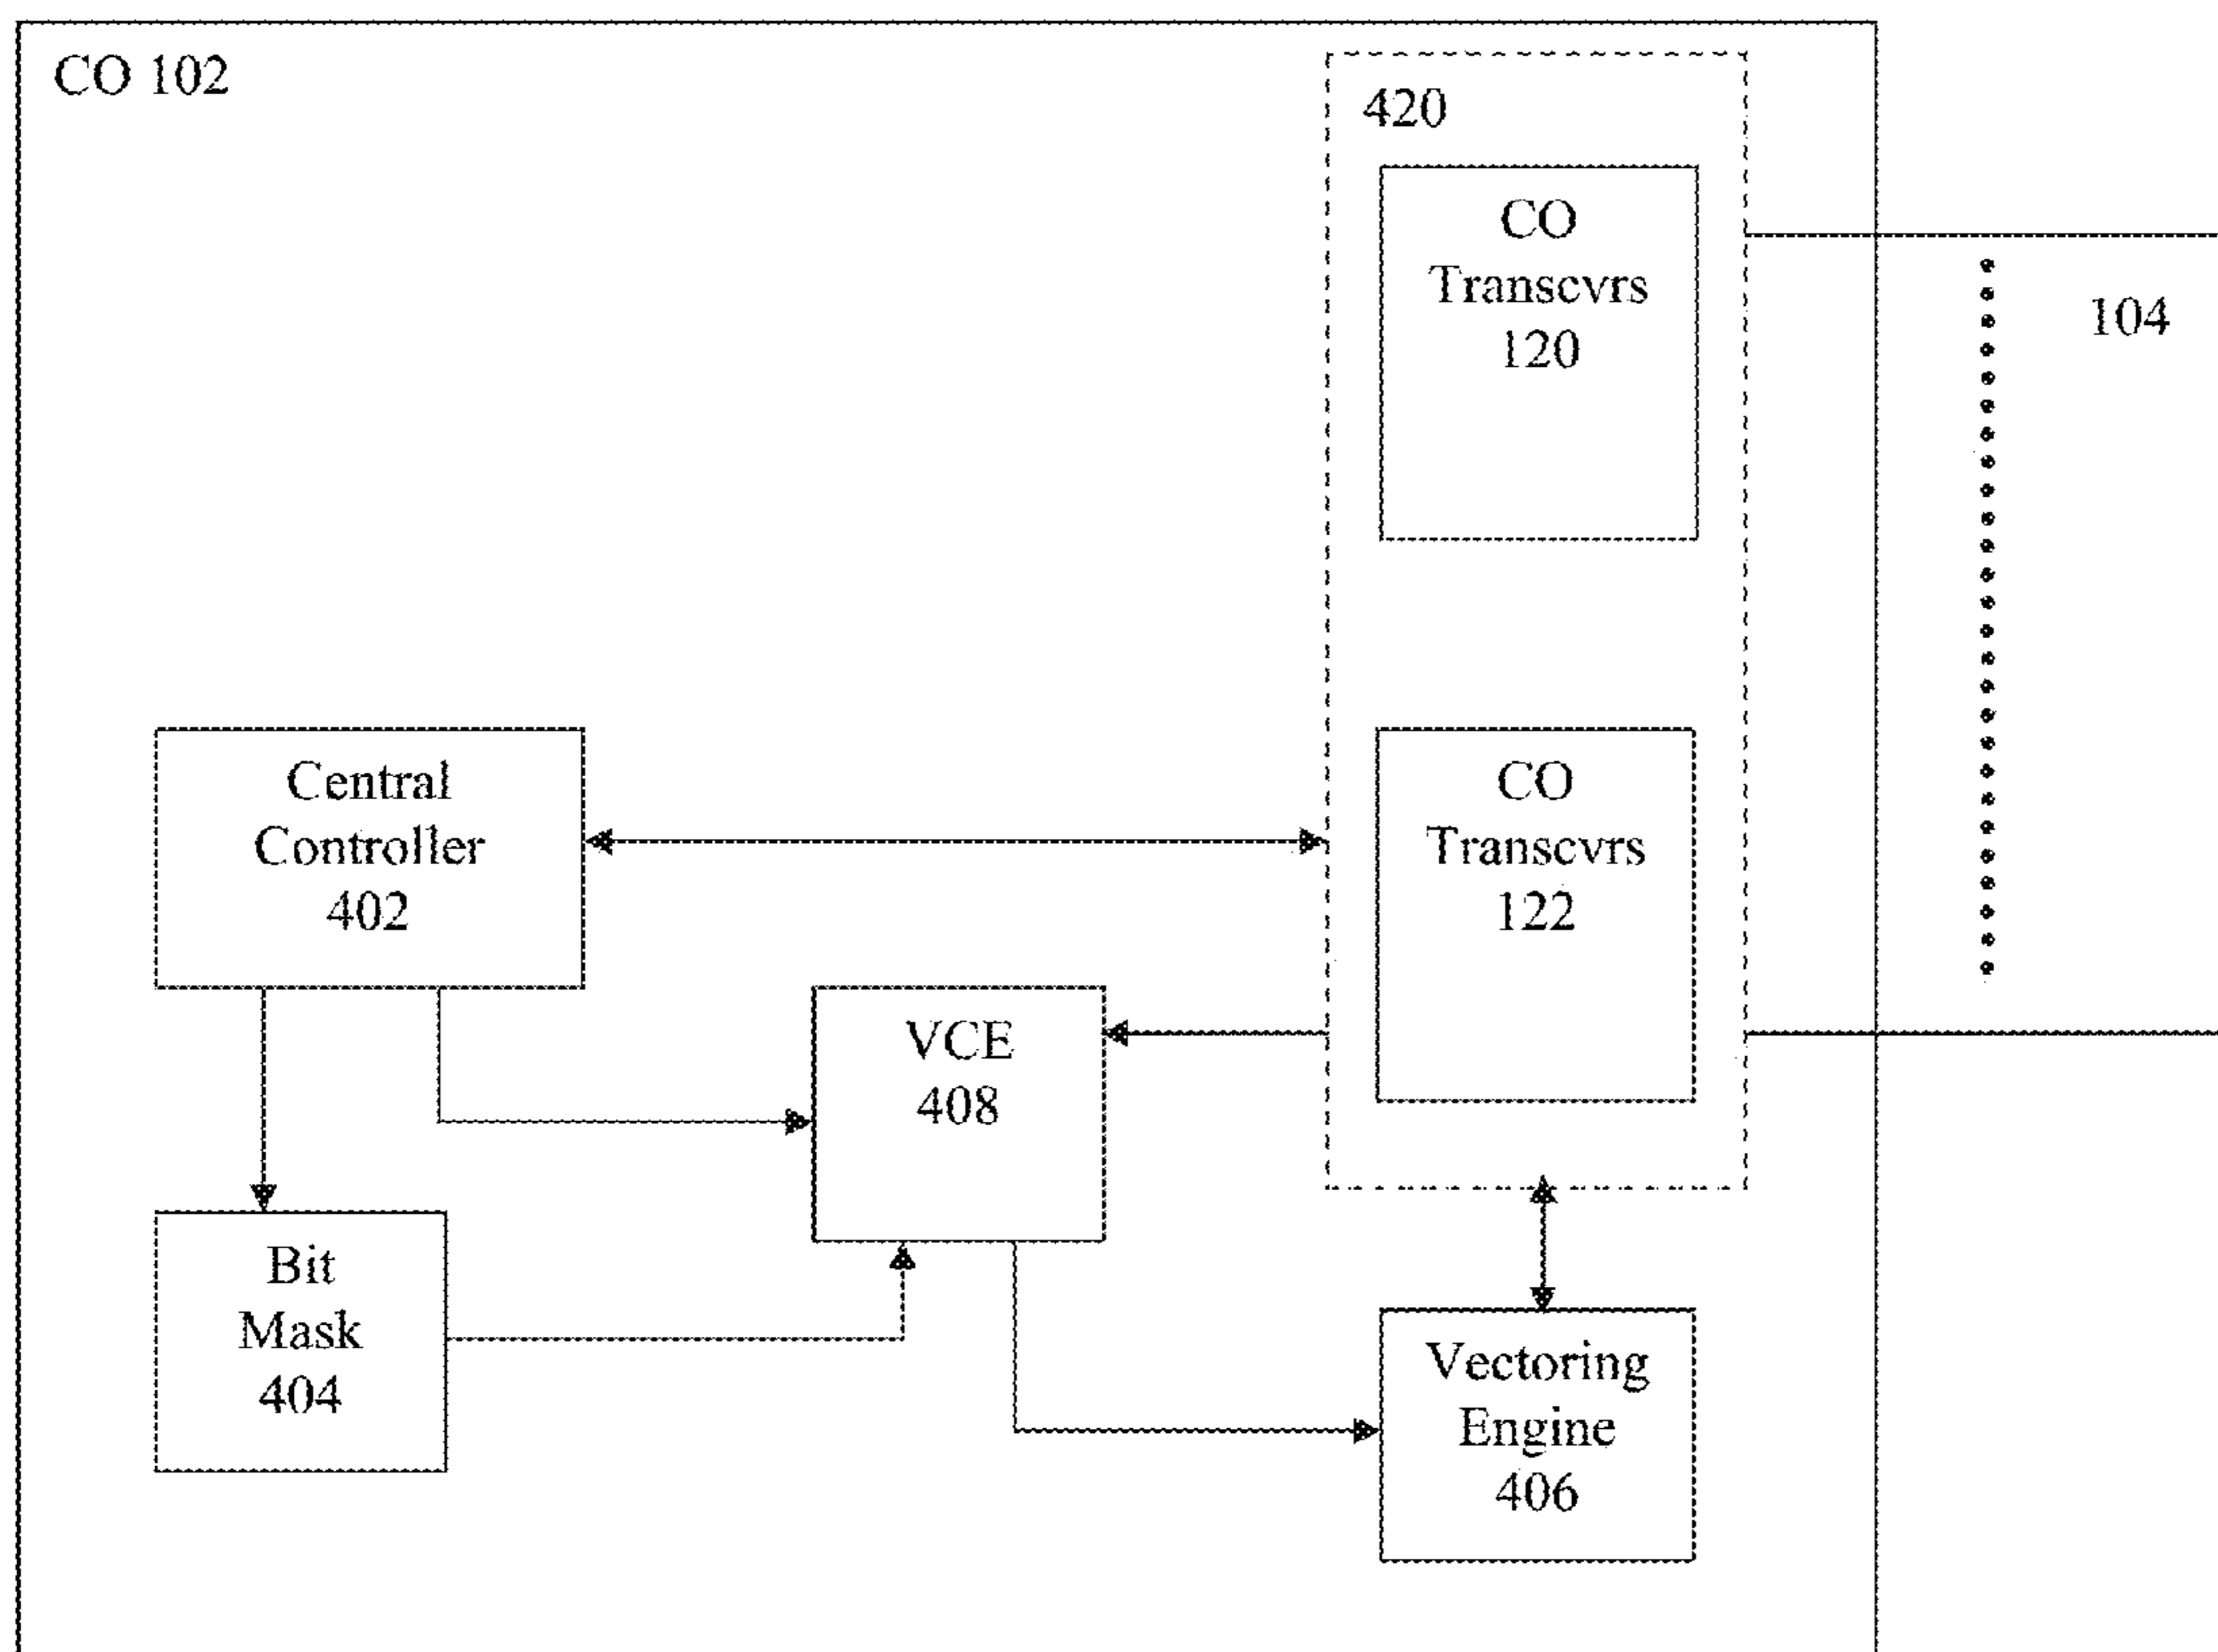 CO 102
420
CO
Transcvrs
120
104
Central
Controller
402
CO
Transcvrs
122
VCE
408
Bit
Mask
404
Vectoring
Engine
406